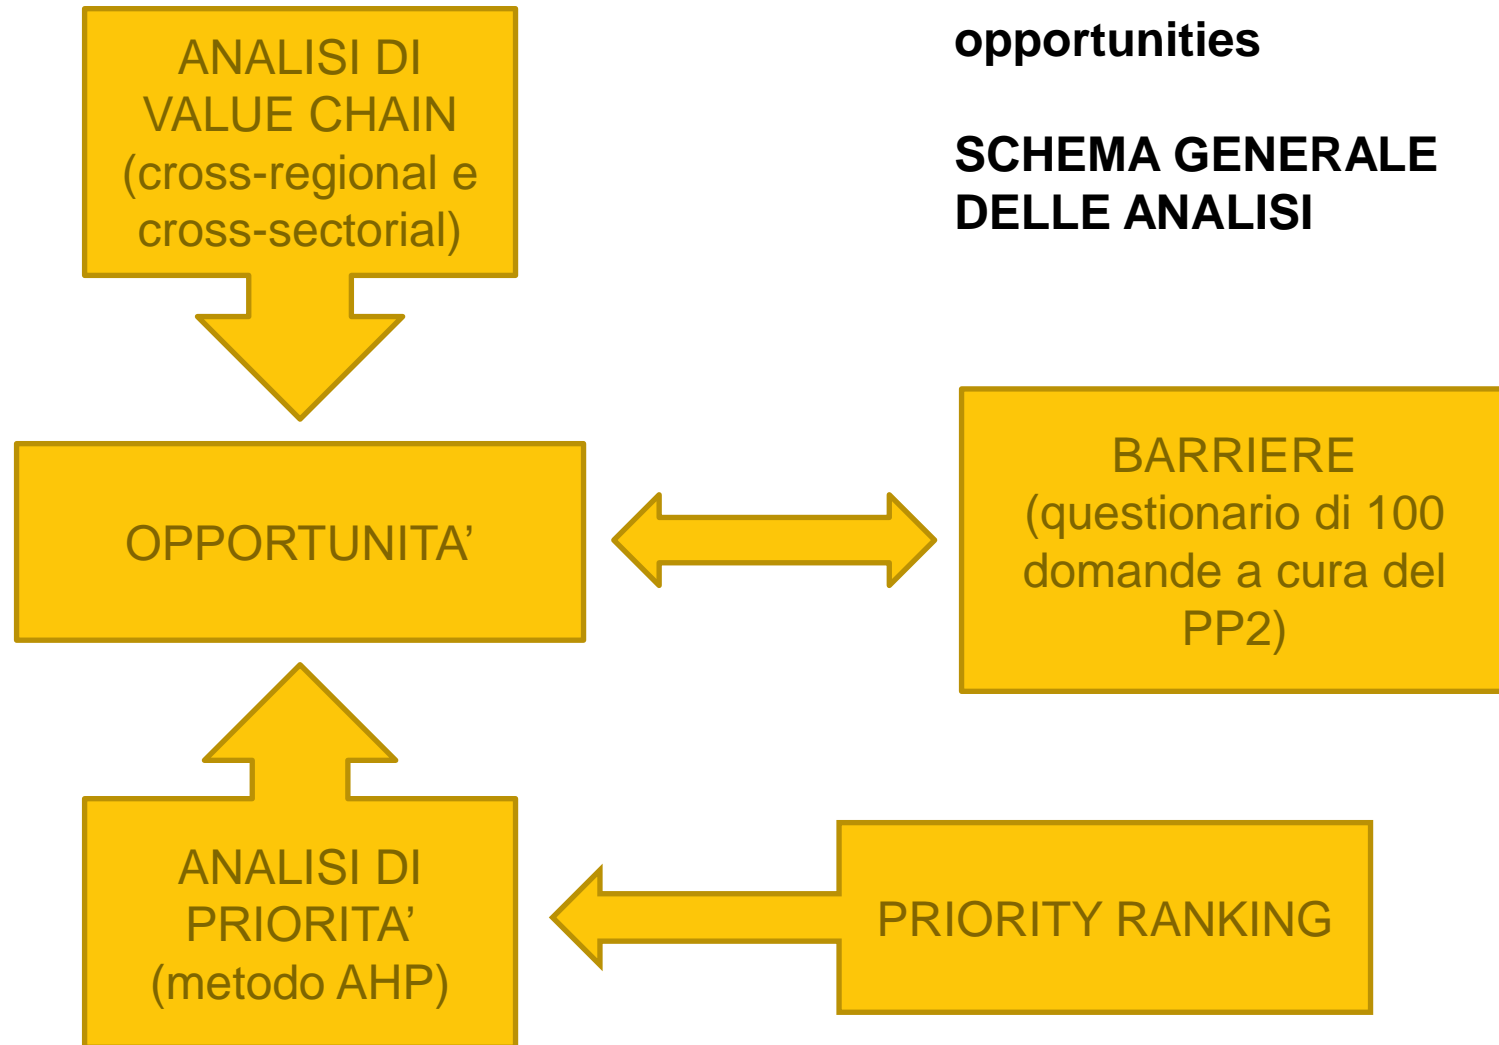 opportunities
SCHEMA GENERALE
DELLE ANALISI
ANALISI DI
VALUE CHAIN
(cross-regional e
cross-sectorial)
OPPORTUNITA’
BARRIERE
(questionario di 100
domande a cura del
PP2)
ANALISI DI
PRIORITA’
(metodo AHP)
PRIORITY RANKING